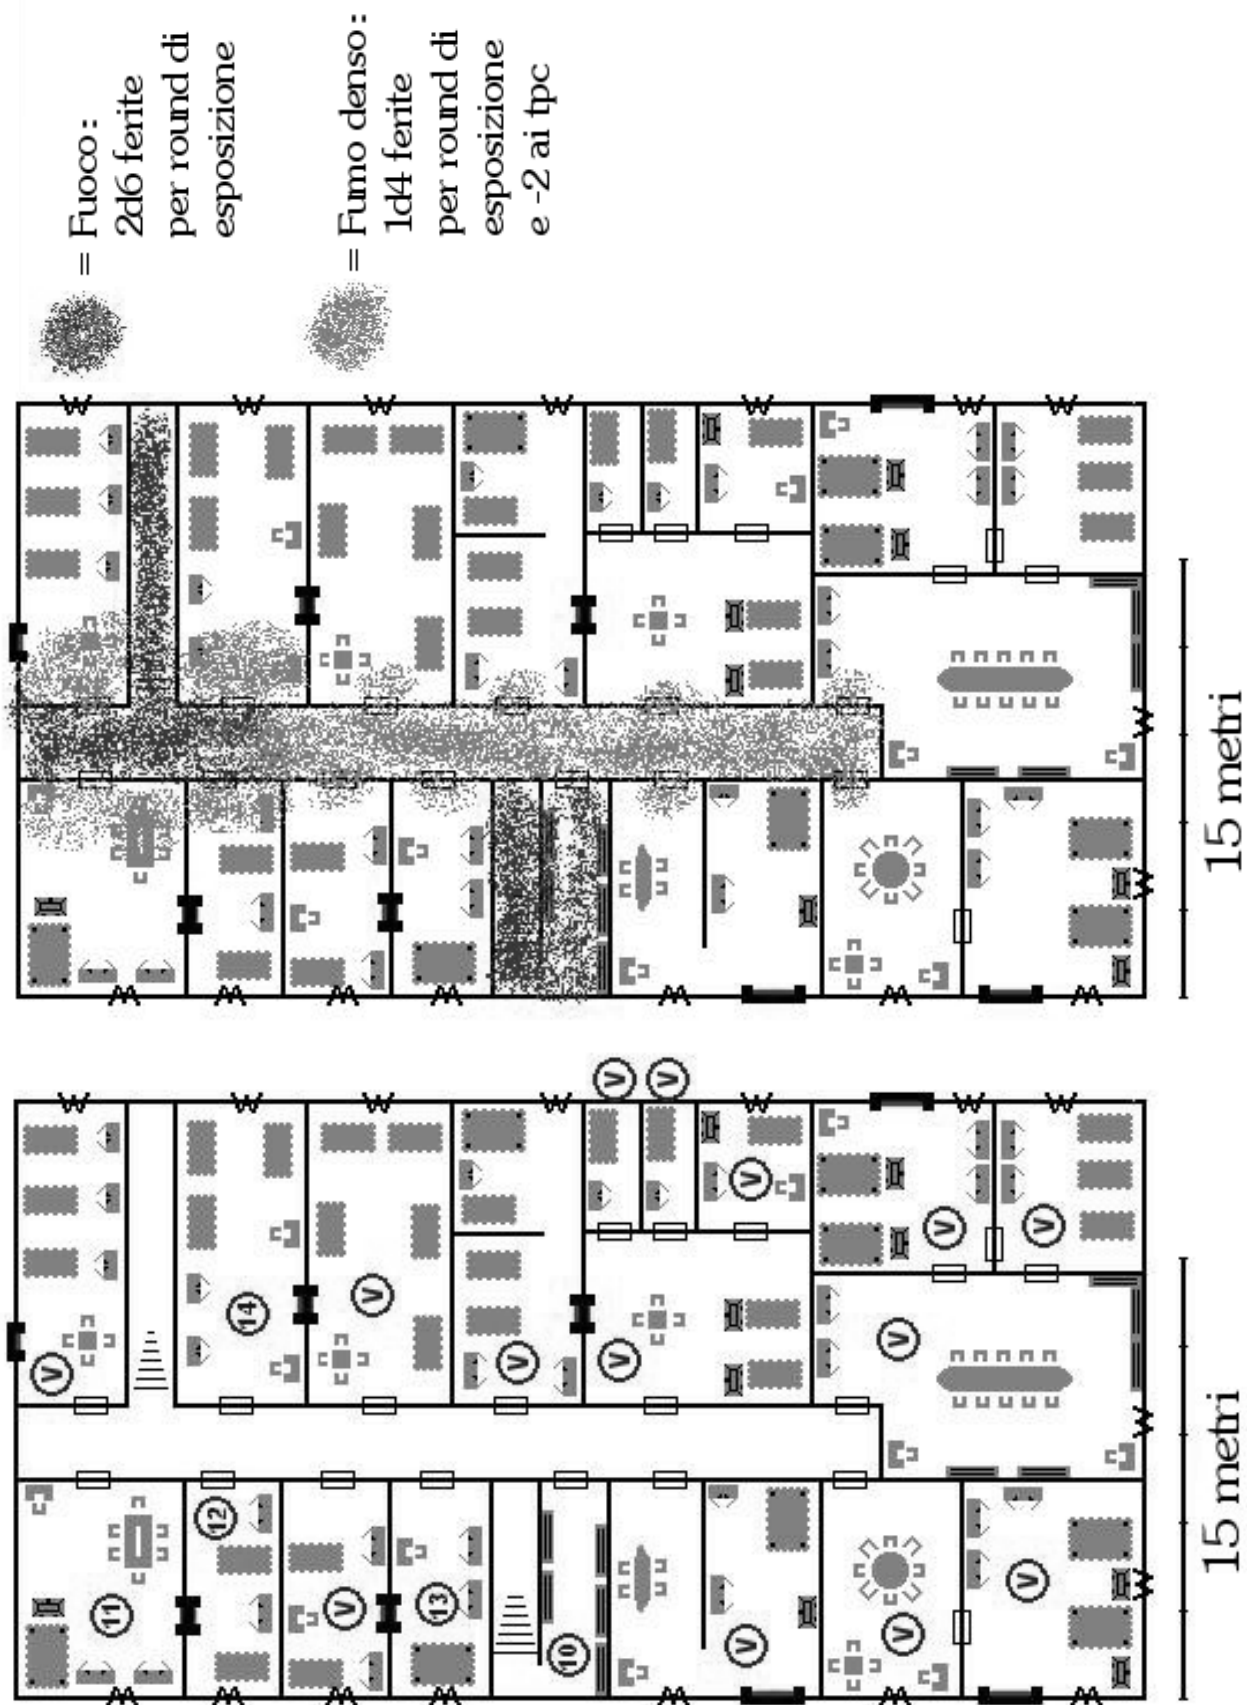 = Fuoco:
2d6 ferite
per round di
esposizione
= Fumo denso:
1d4 ferite
per round di
esposizione
e -2 ai tpc
V
11
12
14
V
V
13
V
10
V
V
V
V
V
V
V
V
V
V
15 metri
15 metri